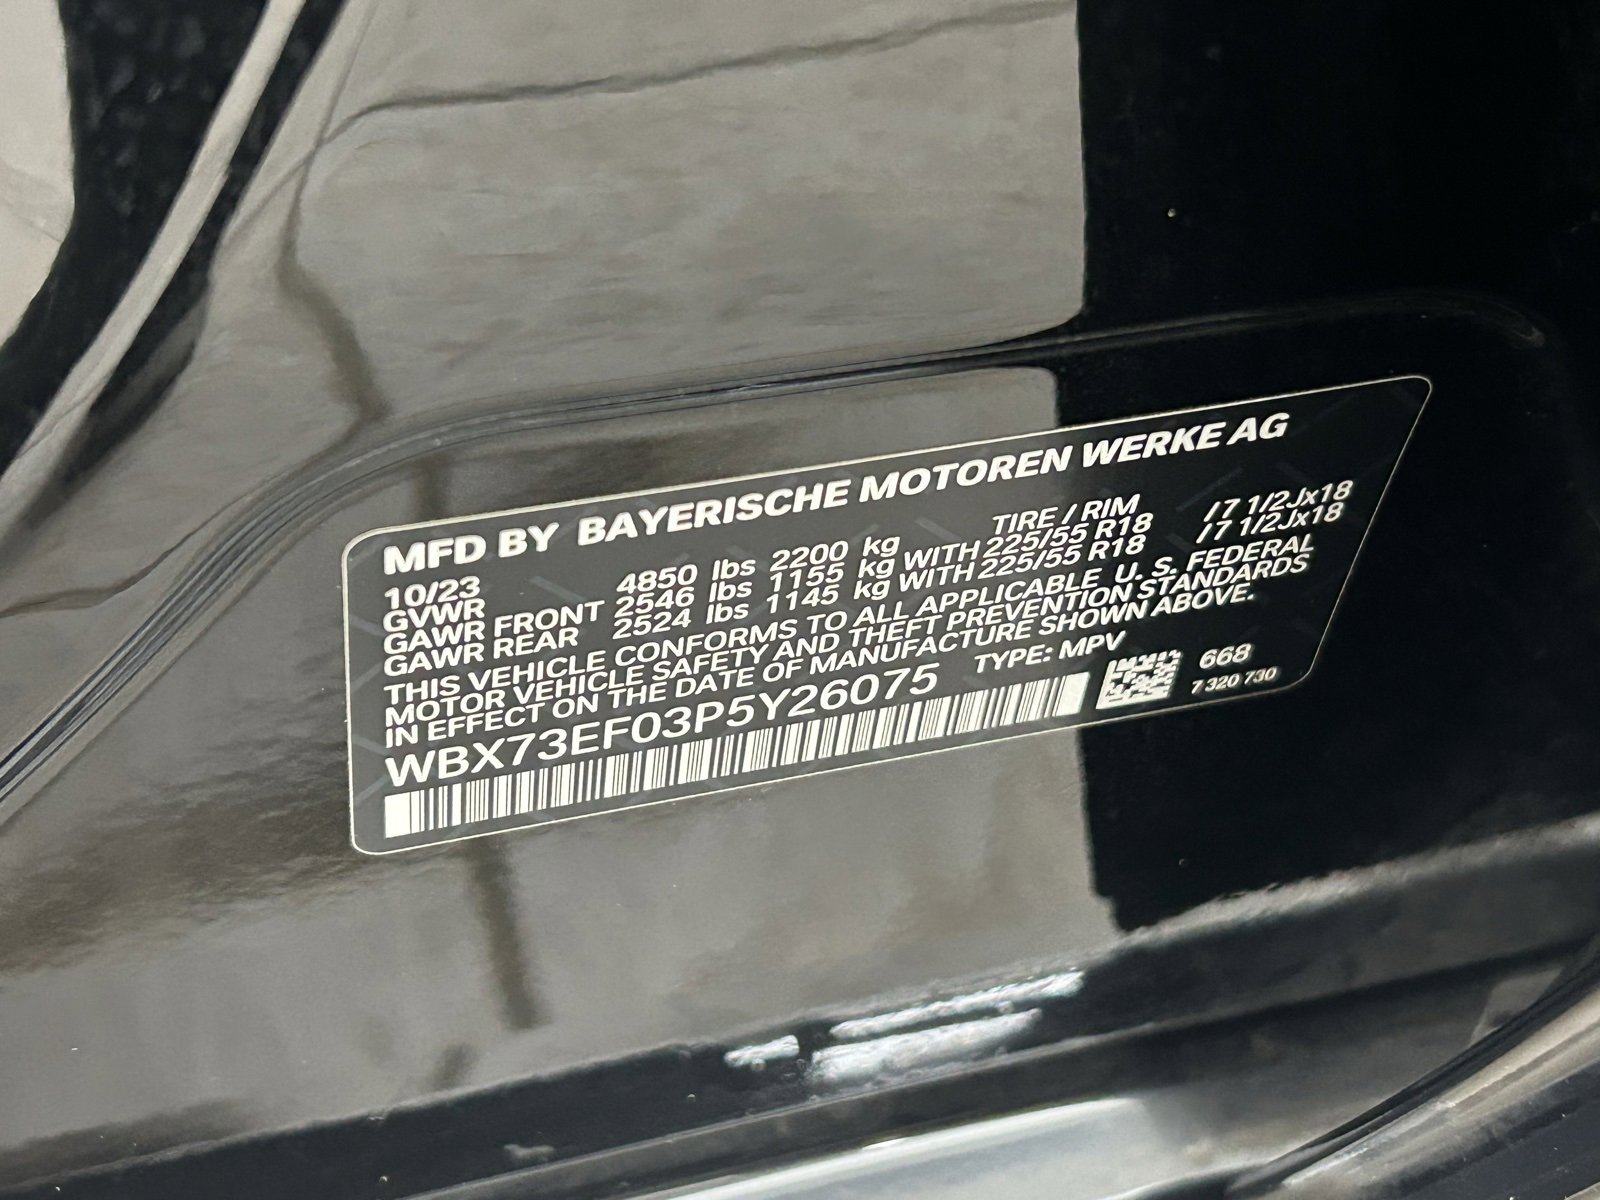 MFD BY BAYERISCHE MOTOREN WERKE AG
10/23 TIRE / RIM
GVWR 4850 lbs 2200 kg
GAWR FRONT 2546 lbs 1155 kg WITH 225/55 R18 / 7 1/2Jx18
GAWR REAR 2524 lbs 1145 kg WITH 225/55 R18 / 7 1/2Jx18
THIS VEHICLE CONFORMS TO ALL APPLICABLE U. S. FEDERAL
MOTOR VEHICLE SAFETY AND THEFT PREVENTION STANDARDS
IN EFFECT ON THE DATE OF MANUFACTURE SHOWN ABOVE.
WBX73EF03P5Y26075 TYPE: MPV
668
7 320 730